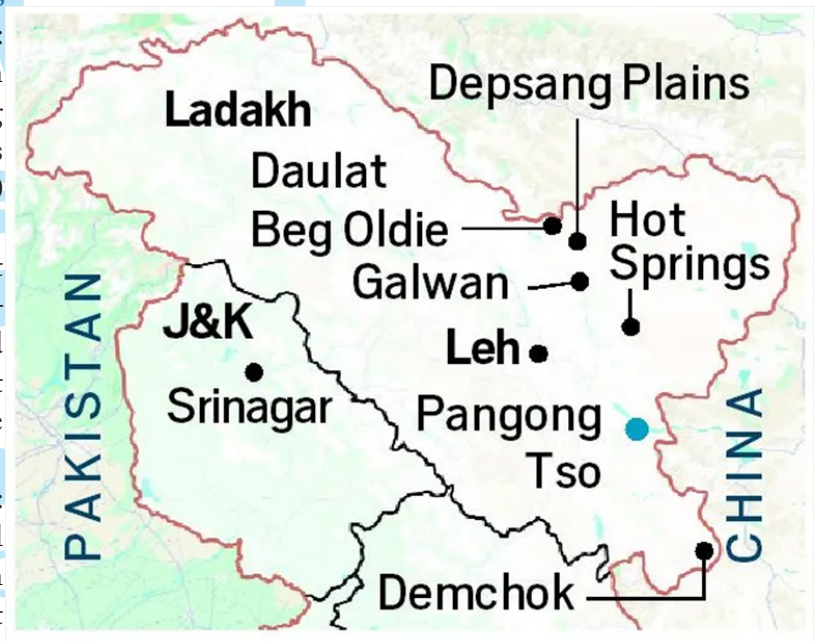 Depsang Plains
Ladakh
Daulat
Beg Oldie
Hot
Springs
Galwan
J&K
Leh
Srinagar
Pangong
Tso
PAKISTAN
CHINA
Demchok